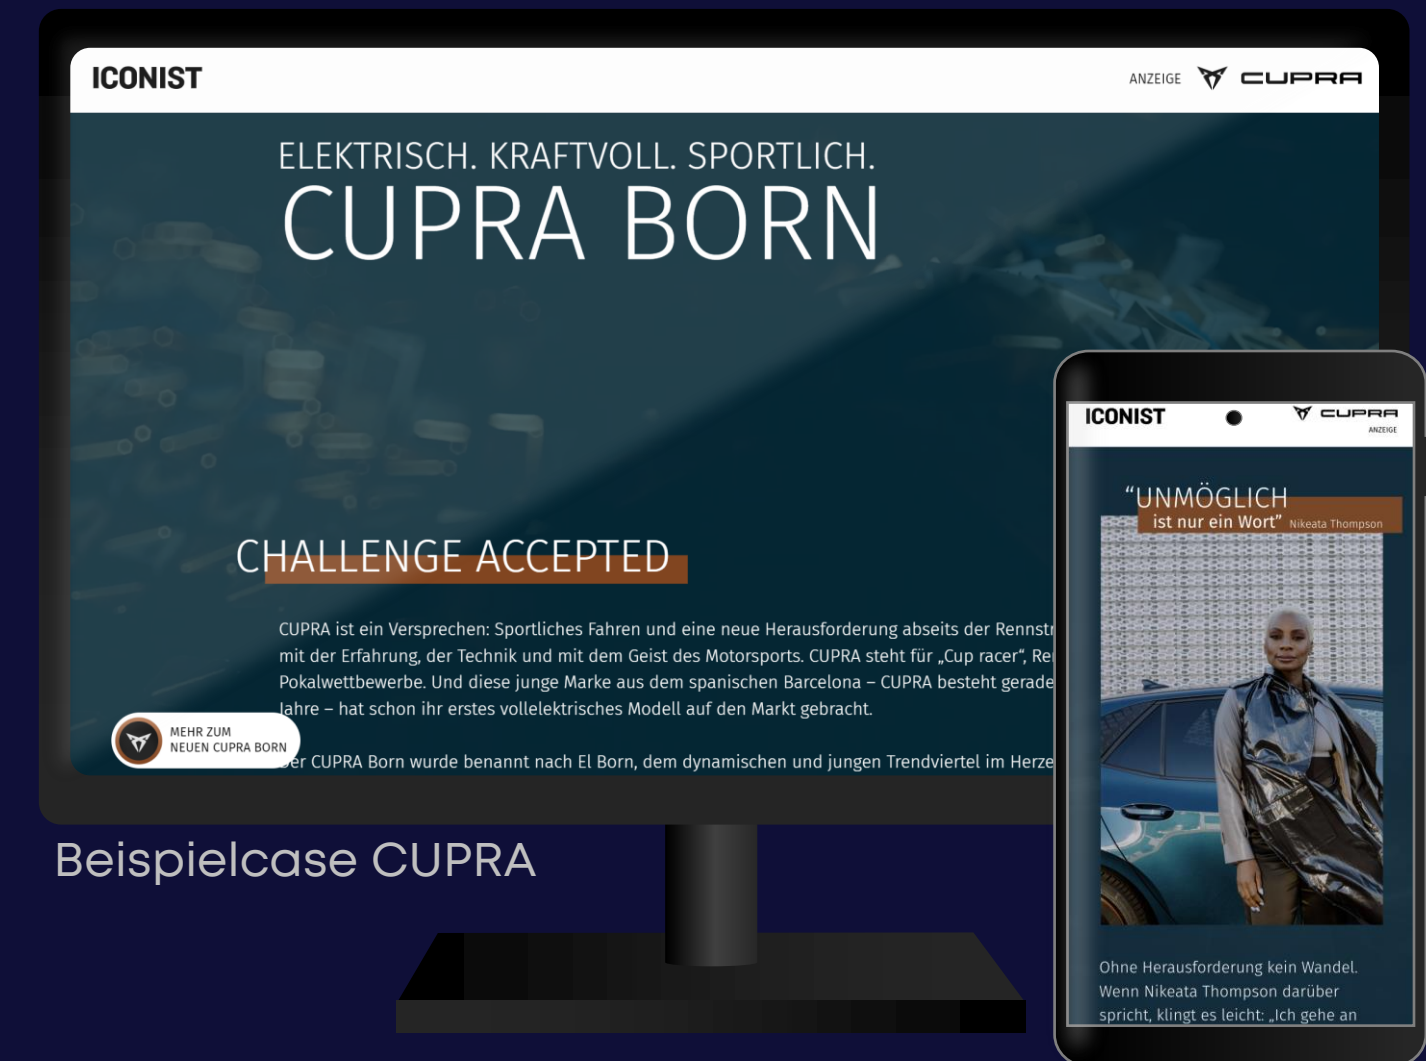 ICONIST
ANZEIGE CUPRA
ELEKTRISCH. KRAFTVOLL. SPORTLICH.
CUPRA BORN
CHALLENGE ACCEPTED
CUPRA ist ein Versprechen: Sportliches Fahren und eine neue Herausforderung abseits der
mit der Erfahrung, der Technik und mit dem Geist des Motorsports. CUPRA steht für „Cup racer“,
Pokalwettbewerbe. Und diese junge Marke aus dem spanischen Barcelona – CUPRA besteht gerade
Jahre – hat schon ihr erstes vollelektrisches Modell auf den Markt gebracht.
MEHR ZUM
NEUEN CUPRA BORN
CUPRA Born wurde benannt nach El Born, dem dynamischen und jungen Trendviertel im
Beispielcase CUPRA
ICONIST
CUPRA
ANZEIGE
“UNMÖGLICH
ist nur ein Wort” Nikeata Thompson
Ohne Herausforderung kein Wandel.
Wenn Nikeata Thompson darüber
spricht, klingt es leicht: „Ich gehe an